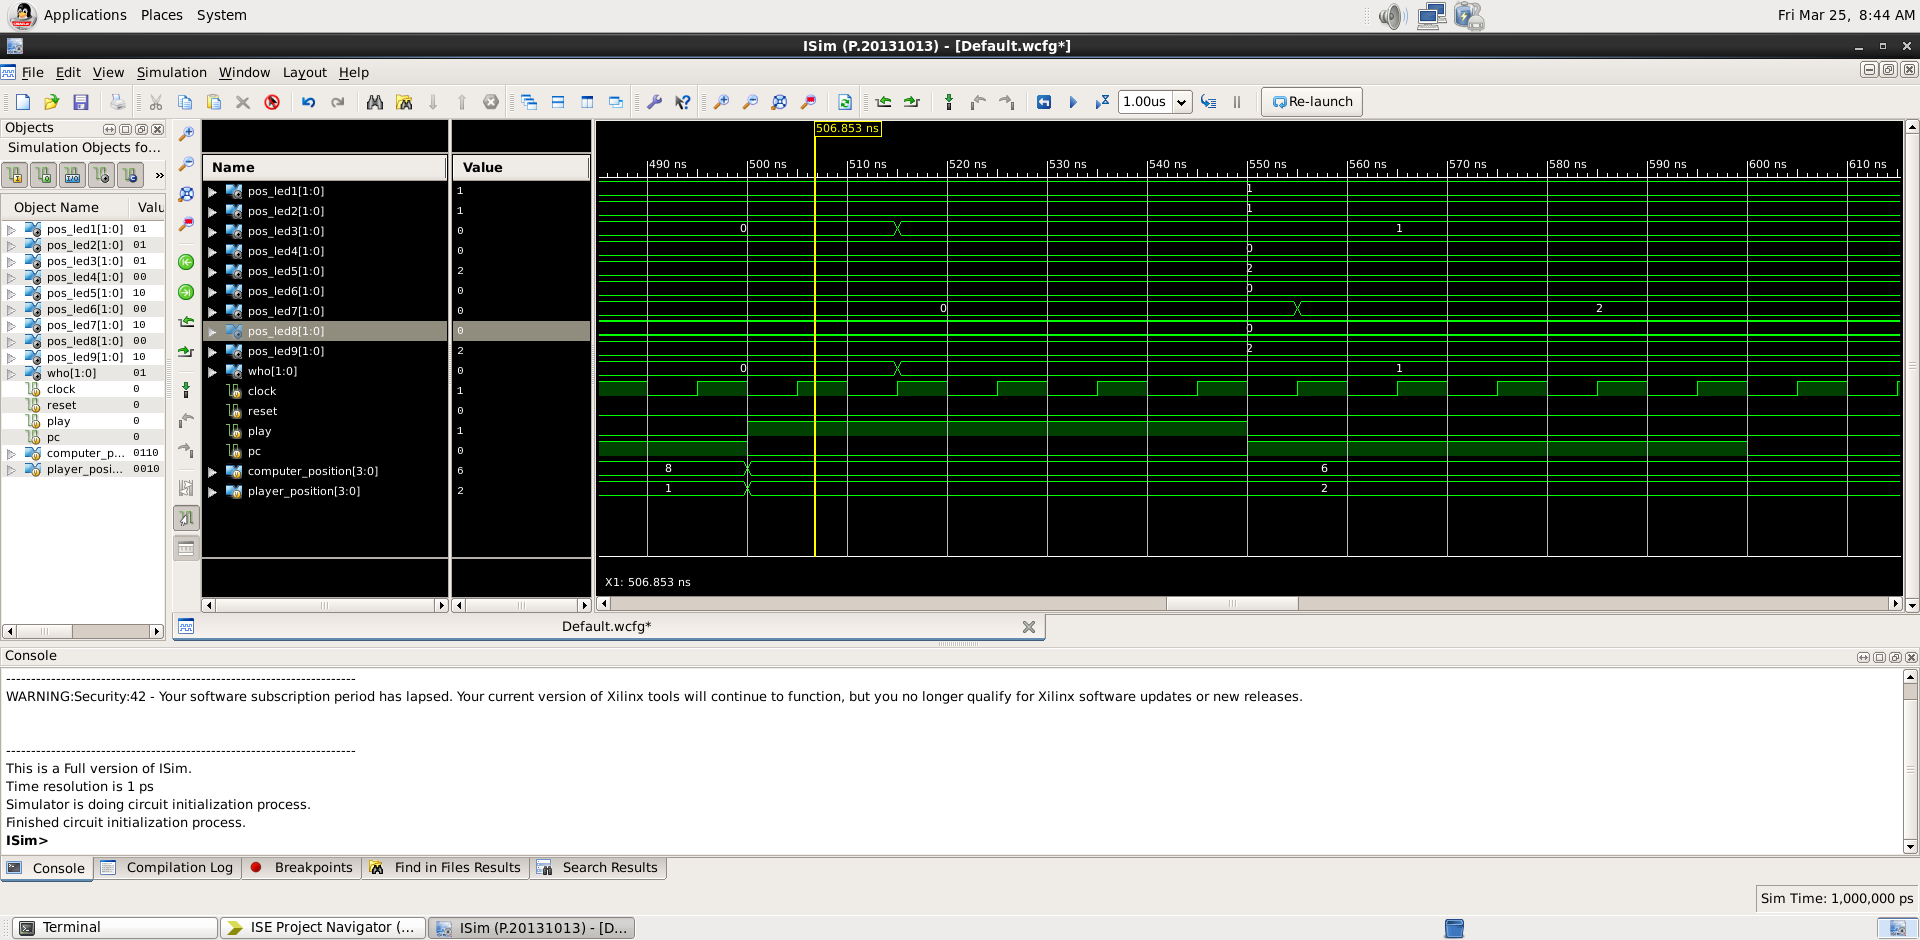 Applications Places System
Fri Mar 25, 8:44 AM
ISim (P.20131013) - [Default.wcfg*]
File Edit View Simulation Window Layout Help
1.00us
Re-launch
Objects
Simulation Objects fo...
»
Object Name Valu
pos_led1[1:0] 01
pos_led2[1:0] 01
pos_led3[1:0] 01
pos_led4[1:0] 00
pos_led5[1:0] 10
pos_led6[1:0] 00
pos_led7[1:0] 10
pos_led8[1:0] 00
pos_led9[1:0] 10
who[1:0] 01
clock 0
reset 0
play 0
pc 0
computer_p... 0110
player_posi... 0010
Name Value
pos_led1[1:0] 1
pos_led2[1:0] 1
pos_led3[1:0] 0
pos_led4[1:0] 0
pos_led5[1:0] 2
pos_led6[1:0] 0
pos_led7[1:0] 0
pos_led8[1:0] 0
pos_led9[1:0] 2
who[1:0] 0
clock 1
reset 0
play 1
pc 0
computer_position[3:0] 6
player_position[3:0] 2
506.853 ns
490 ns 500 ns 510 ns 520 ns 530 ns 540 ns 550 ns 560 ns 570 ns 580 ns 590 ns 600 ns 610 ns
1
1
0 1
0
2
0
0 2
0
2
0 1
8 6
1 2
X1: 506.853 ns
Default.wcfg*
Console
WARNING:Security:42 - Your software subscription period has lapsed. Your current version of Xilinx tools will continue to function, but you no longer qualify for Xilinx software updates or new releases.
----------------------------------------------------------------------
This is a Full version of ISim.
Time resolution is 1 ps
Simulator is doing circuit initialization process.
Finished circuit initialization process.
ISim>
Console Compilation Log Breakpoints Find in Files Results Search Results
Sim Time: 1,000,000 ps
Terminal ISE Project Navigator (... ISim (P.20131013) - [D...